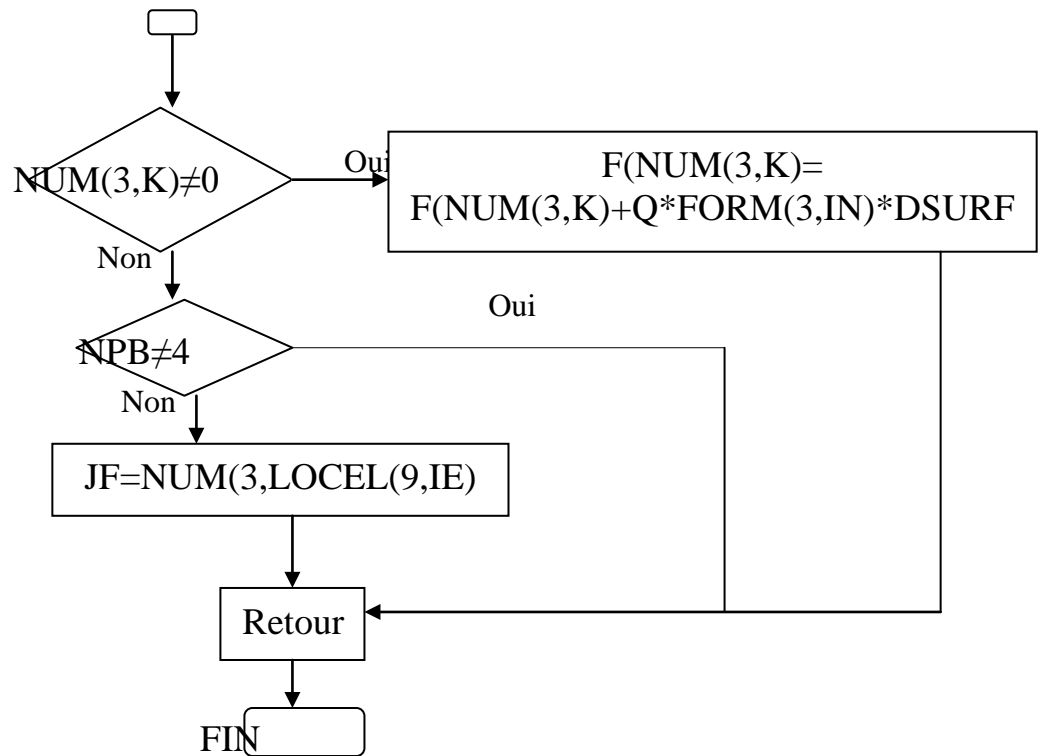 NUM(3,K)≠0
Oui
F(NUM(3,K)=
F(NUM(3,K)+Q*FORM(3,IN)*DSURF
Non
Oui
NPB≠4
Non
JF=NUM(3,LOCEL(9,IE)
Retour
FIN